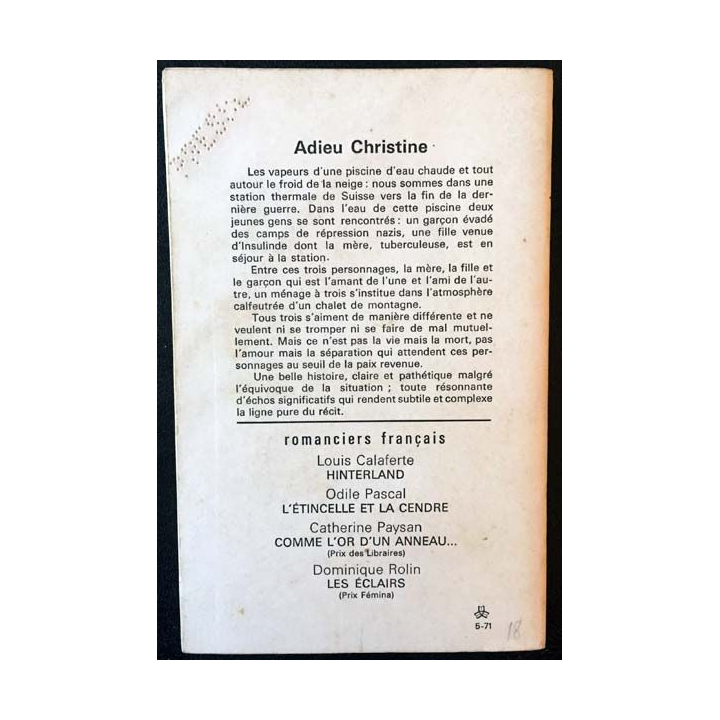 Adieu Christine
Les vapeurs d'une piscine d'eau chaude et tout
autour le froid de la neige : nous sommes dans une
station thermale de Suisse vers la fin de la der-
nière guerre. Dans l'eau de cette piscine deux
jeunes gens se sont rencontrés : un garçon évadé
des camps de répression nazis, une fille venue
d'Insulinde dont la mère, tuberculeuse, est en
séjour à la station.
Entre ces trois personnages, la mère, la fille et
le garçon qui est l'amant de l'une et l'ami de l'au-
tre, un ménage à trois s'institue dans l'atmosphère
calfeutrée d'un chalet de montagne.
Tous trois s'aiment de manière différente et ne
veulent ni se tromper ni se faire de mal mutuel-
lement. Mais ce n'est pas la vie mais la mort, pas
l'amour mais la séparation qui attendent ces per-
sonnages au seuil de la paix revenue.
Une belle histoire, claire et pathétique malgré
l'équivoque de la situation ; toute résonnante
d'échos significatifs qui rendent subtile et complexe
la ligne pure du récit.
romanciers français
Louis Calaferte
HINTERLAND
Odile Pascal
L'ÉTINCELLE ET LA CENDRE
Catherine Paysan
COMME L'OR D'UN ANNEAU...
(Prix des Libraires)
Dominique Rolin
LES ÉCLAIRS
(Prix Fémina)
5-71
18